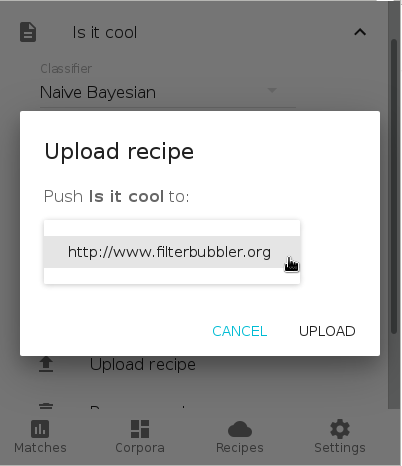 Is it cool
Classifier
Naive Bayesian
Upload recipe
Push Is it cool to:
http://www.filterbubbler.org
CANCEL UPLOAD
Upload recipe
Matches Corpora Recipes Settings